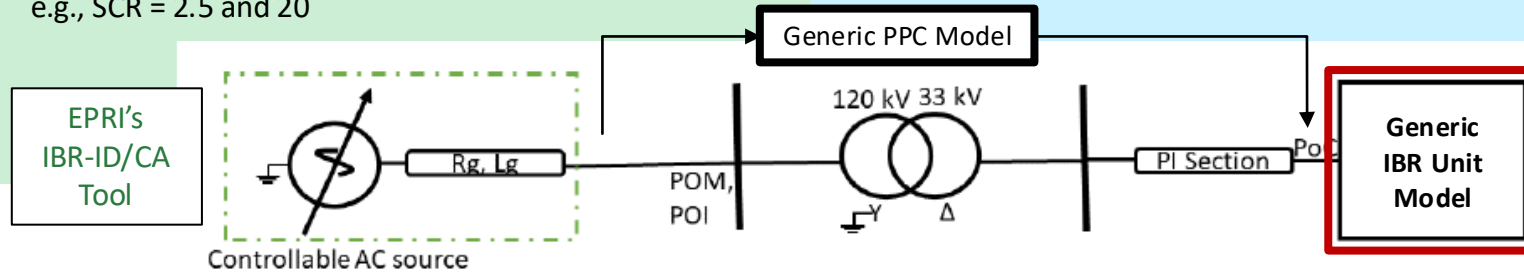 e.g., SCR = 2.5 and 20
Generic PPC Model
EPRI's
IBR-ID/CA
Tool
Rg, Lg
Controllable AC source
POM,
POI
120 kV 33 kV
Y Δ
PI Section
PoC
Generic
IBR Unit
Model